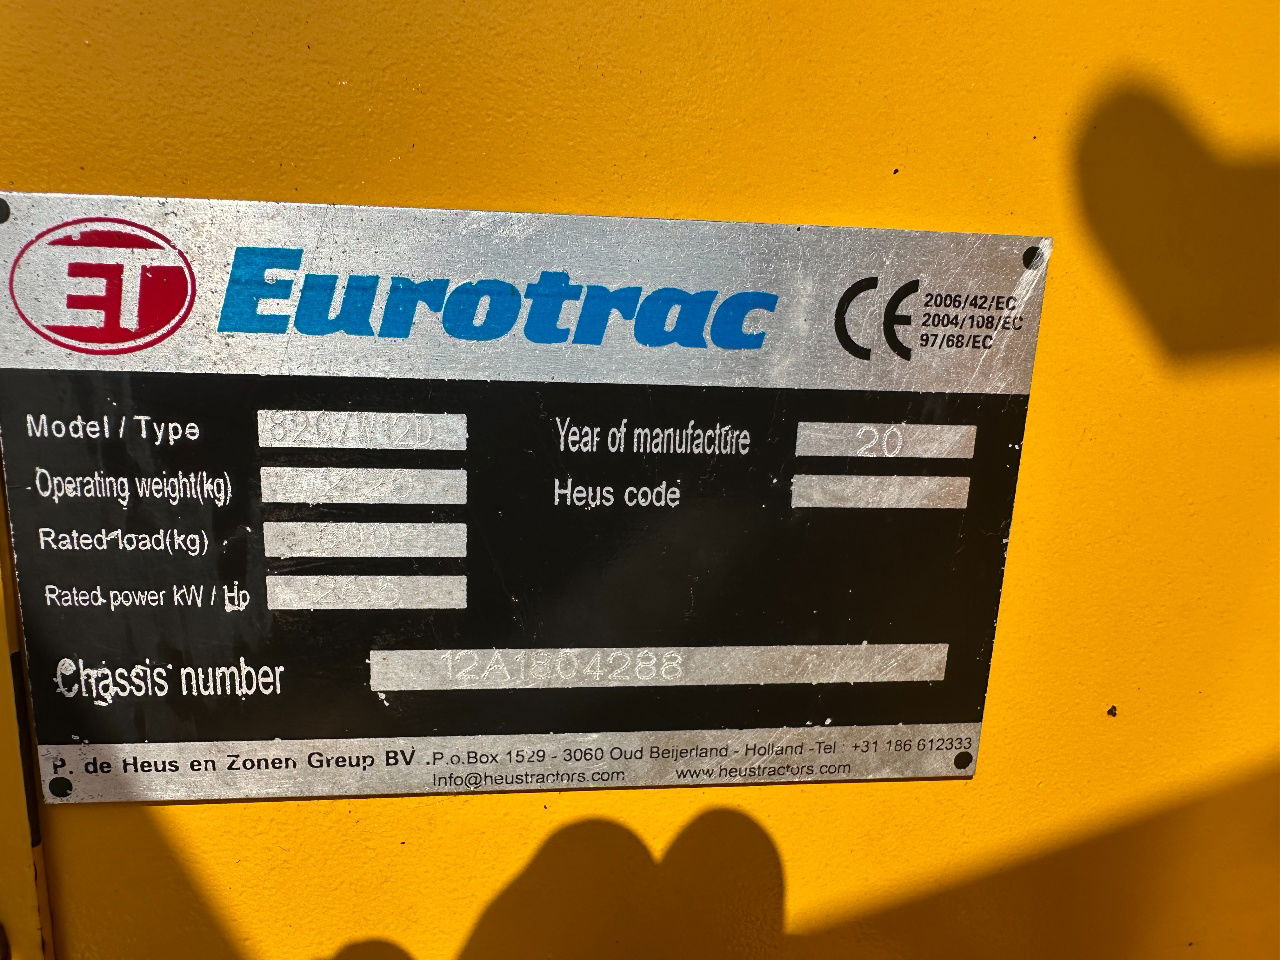 ET Eurotrac CE 2006/42/EC
2004/108/EC
97/68/EC
Model / Type
Year of manufacture 20
Operating weight(kg)
Heus code
Rated load(kg)
Rated power kW / Hp
Chassis number 12A1804288
P. de Heus en Zonen Greup BV .P.o.Box 1529 - 3060 Oud Beijerland - Holland -Tel : +31 186 612333
Info@heustractors.com www.heustractors.com